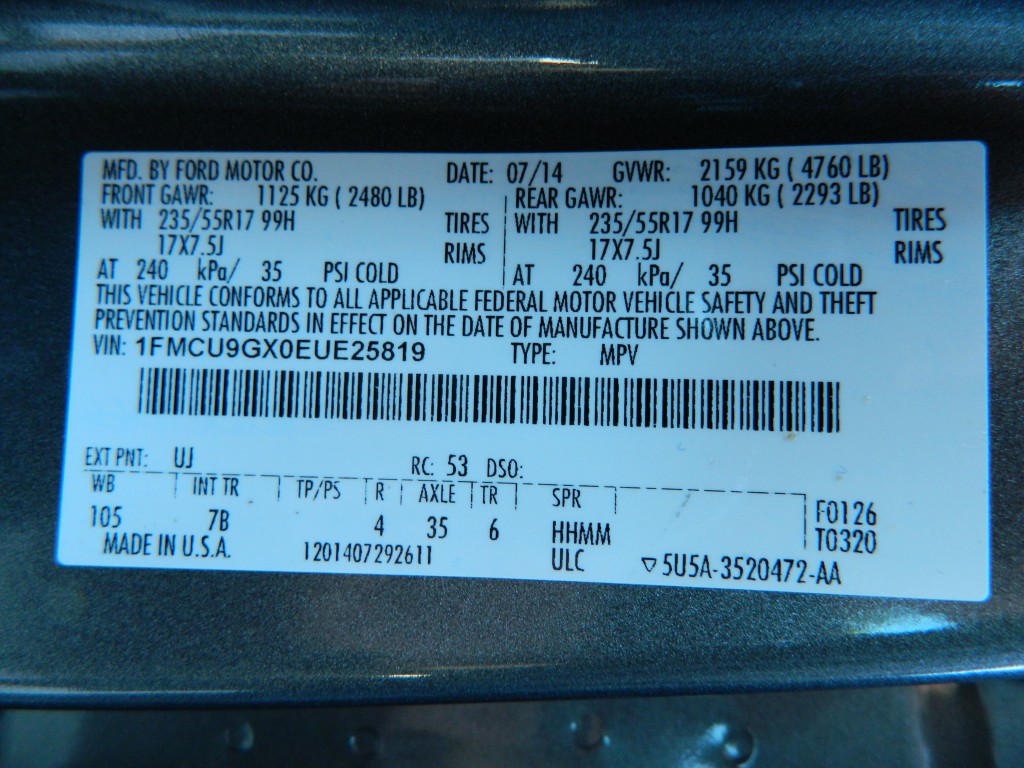 MFD. BY FORD MOTOR CO. DATE: 07/14 GVWR: 2159 KG ( 4760 LB)
FRONT GAWR: 1125 KG ( 2480 LB) REAR GAWR: 1040 KG ( 2293 LB)
WITH 235/55R17 99H TIRES WITH 235/55R17 99H TIRES
17X7.5J RIMS 17X7.5J RIMS
AT 240 kPa/ 35 PSI COLD AT 240 kPa/ 35 PSI COLD
THIS VEHICLE CONFORMS TO ALL APPLICABLE FEDERAL MOTOR VEHICLE SAFETY AND THEFT
PREVENTION STANDARDS IN EFFECT ON THE DATE OF MANUFACTURE SHOWN ABOVE.
VIN: 1FMCU9GX0EUE25819 TYPE: MPV
EXT PNT: UJ RC: 53 DSO:
WB INT TR TP/PS R AXLE TR SPR
105 7B 4 35 6 HHMM F0126
MADE IN U.S.A. 1201407292611 ULC T0320
▽5U5A-3520472-AA